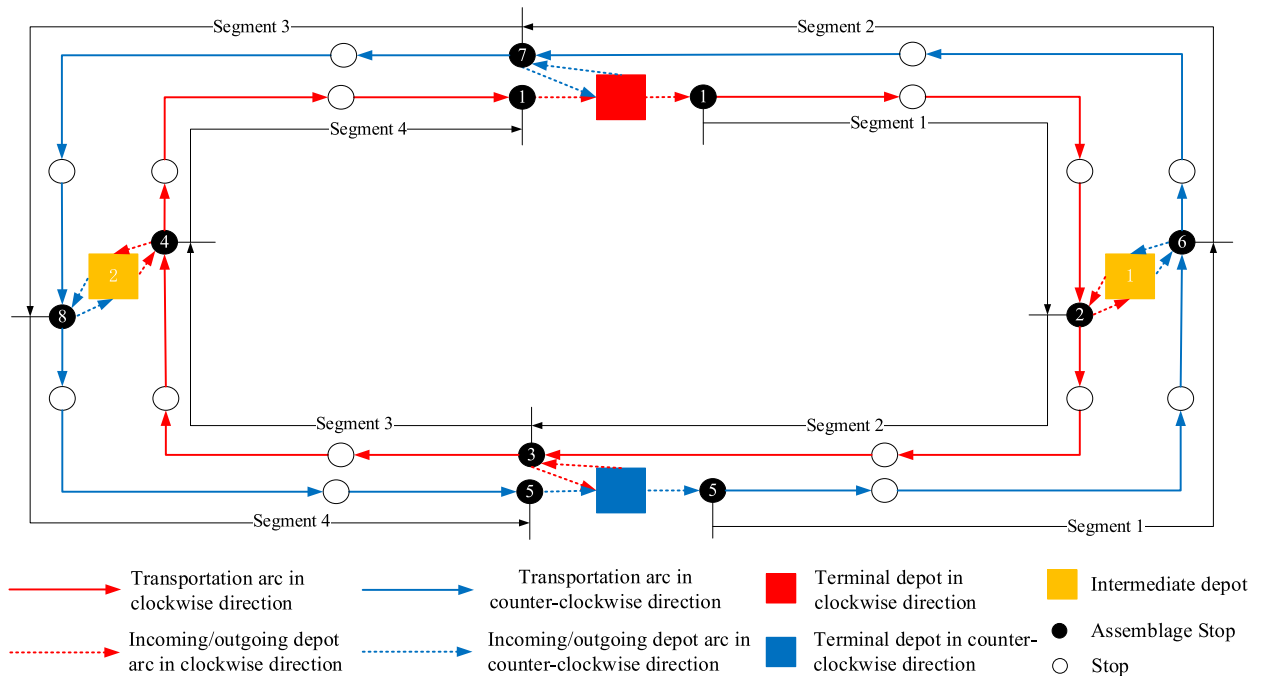 Segment 3
Segment 2
7
1
1
Segment 4
Segment 1
4
6
2
1
8
2
Segment 3
Segment 2
3
5
5
Segment 4
Segment 1
Transportation arc in
clockwise direction
Transportation arc in
counter-clockwise direction
Terminal depot in
clockwise direction
Intermediate depot
Incoming/outgoing depot
arc in clockwise direction
Incoming/outgoing depot arc in
counter-clockwise direction
Terminal depot in counter-
clockwise direction
Assemblage Stop
Stop